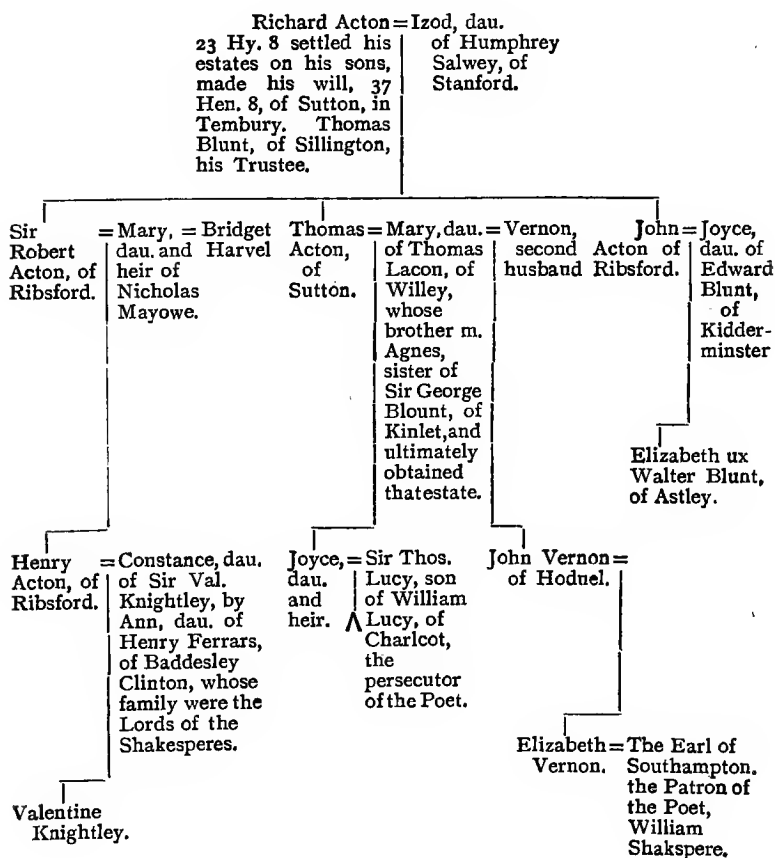 Richard Acton = Izod, dau.
23 Hy. 8 settled his
estates on his sons,
made his will, 37
Hen. 8, of Sutton, in
Tembury. Thomas
Blunt, of Sillington,
his Trustee.
of Humphrey
Salwey, of
Stanford.
Sir
Robert
Acton, of
Ribsford.
= Mary,
dau. and
heir of
Nicholas
Mayowe.
= Bridget
Harvel
Thomas
Acton,
of
Sutton.
= Mary, dau.
of Thomas
Lacon, of
Willey,
whose
brother m.
Agnes,
sister of
Sir George
Blount, of
Kinlet, and
ultimately
obtained
thatestate.
= Vernon,
second
husband
John
Acton of
Ribsford.
= Joyce,
dau. of
Edward
Blunt,
of
Kidder-
minster
Elizabeth ux
Walter Blunt,
of Astley.
Henry
Acton, of
Ribsford.
= Constance, dau.
of Sir Val.
Knightley, by
Ann, dau. of
Henry Ferrars,
of Baddesley
Clinton, whose
family were the
Lords of the
Shakesperes.
Joyce,
dau.
and
heir.
= Sir Thos.
Lucy, son
of William
Lucy, of
Charlcot,
the
persecutor
of the Poet.
John Vernon =
of Hodnel.
Valentine
Knightley.
Elizabeth
Vernon.
= The Earl of
Southampton.
the Patron of
the Poet,
William
Shakspere.